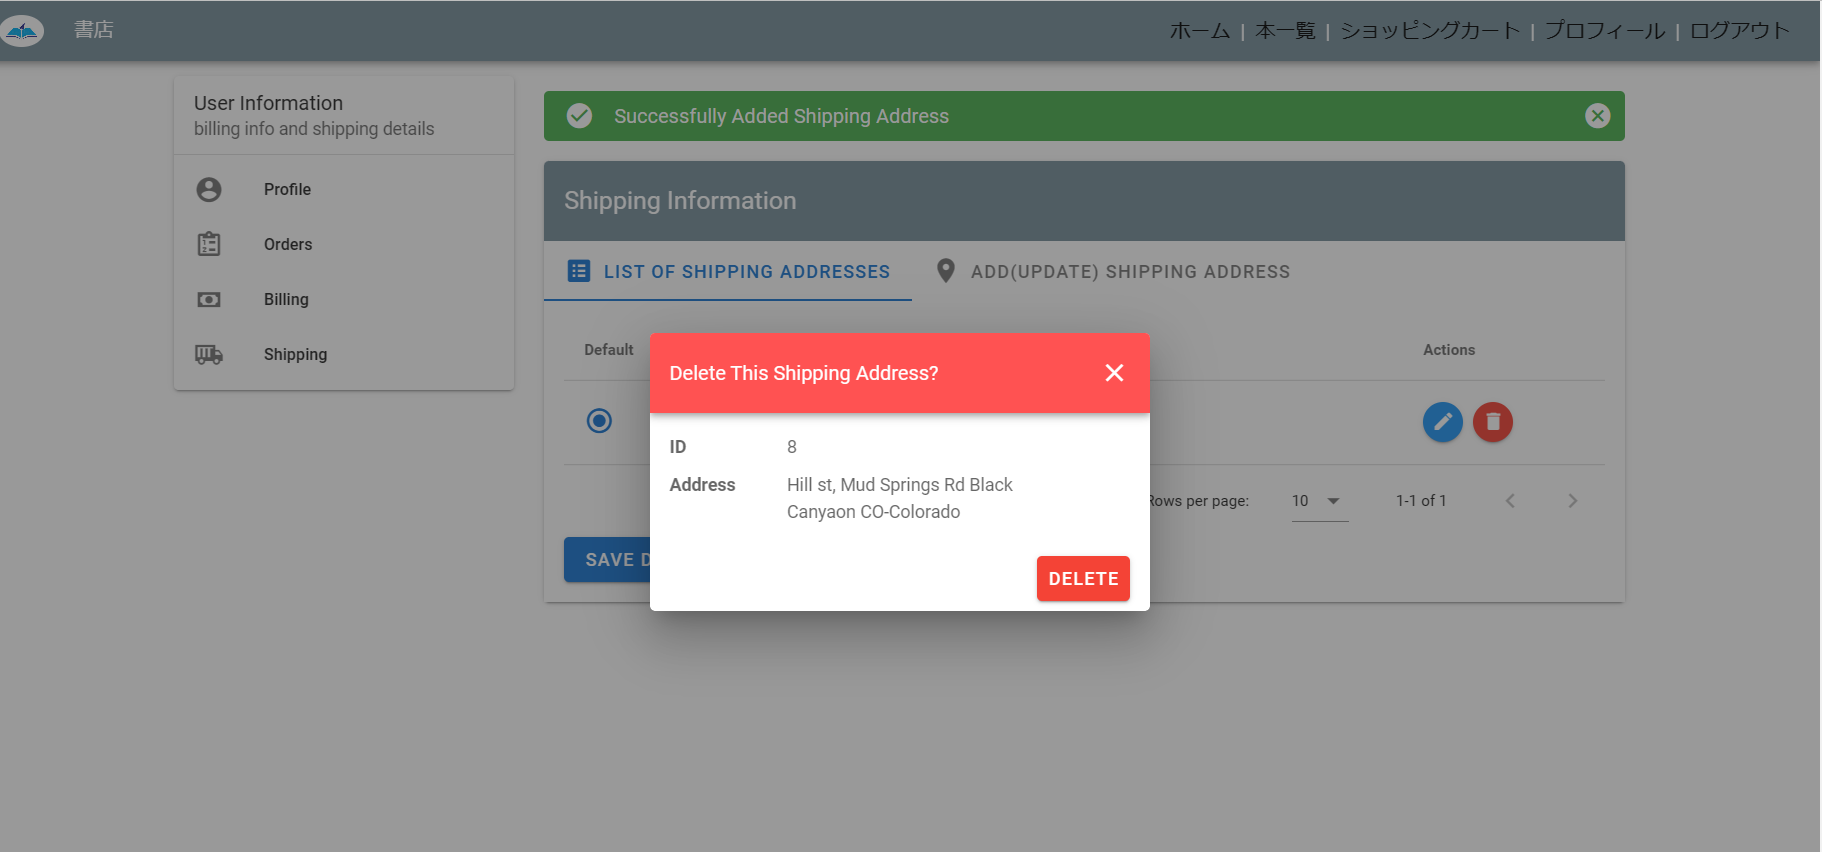 書店
ホーム | 本一覧 | ショッピングカート | プロフィール | ログアウト
User Information
billing info and shipping details
Profile
Orders
Billing
Shipping
Successfully Added Shipping Address
Shipping Information
LIST OF SHIPPING ADDRESSES
ADD(UPDATE) SHIPPING ADDRESS
Default
Actions
Delete This Shipping Address?
ID 8
Address Hill st, Mud Springs Rd Black
Canyaon CO-Colorado
DELETE
Rows per page: 10 1-1 of 1
SAVE D